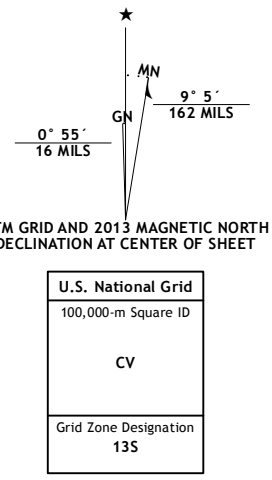 MN
GN
9° 5´
162 MILS
0° 55´
16 MILS
TM GRID AND 2013 MAGNETIC NORTH
DECLINATION AT CENTER OF SHEET
U.S. National Grid
100,000-m Square ID
CV
Grid Zone Designation
13S